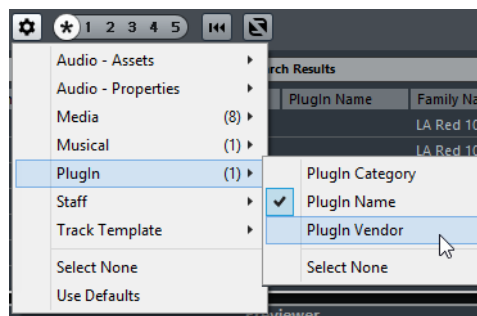 1 2 3 4 5
Audio - Assets
Audio - Properties
Media (8)
Musical (1)
PlugIn (1)
Staff
Track Template
Select None
Use Defaults
rch Results
PlugIn Name Family Na
LA Red 10
LA Red 10
PlugIn Category
PlugIn Name
PlugIn Vendor
Select None